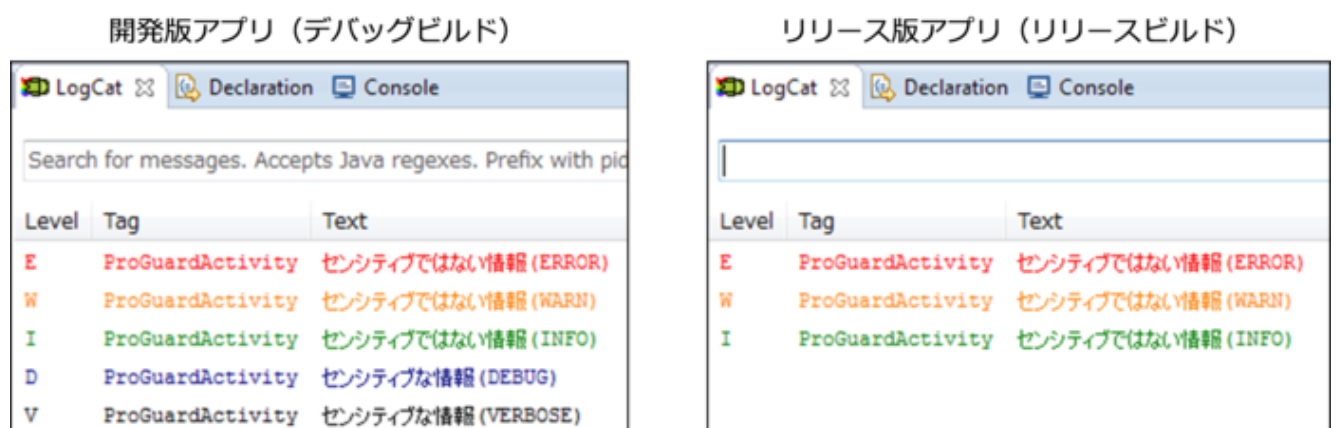 開発版アプリ（デバッグビルド）
LogCat Declaration Console
Search for messages. Accepts Java regexes. Prefix with pid
Level Tag Text
E ProGuardActivity センシティブではない情報(ERROR)
W ProGuardActivity センシティブではない情報(WARN)
I ProGuardActivity センシティブではない情報(INFO)
D ProGuardActivity センシティブな情報(DEBUG)
V ProGuardActivity センシティブな情報(VERBOSE)
リリース版アプリ（リリースビルド）
LogCat Declaration Console
Level Tag Text
E ProGuardActivity センシティブではない情報(ERROR)
W ProGuardActivity センシティブではない情報(WARN)
I ProGuardActivity センシティブではない情報(INFO)